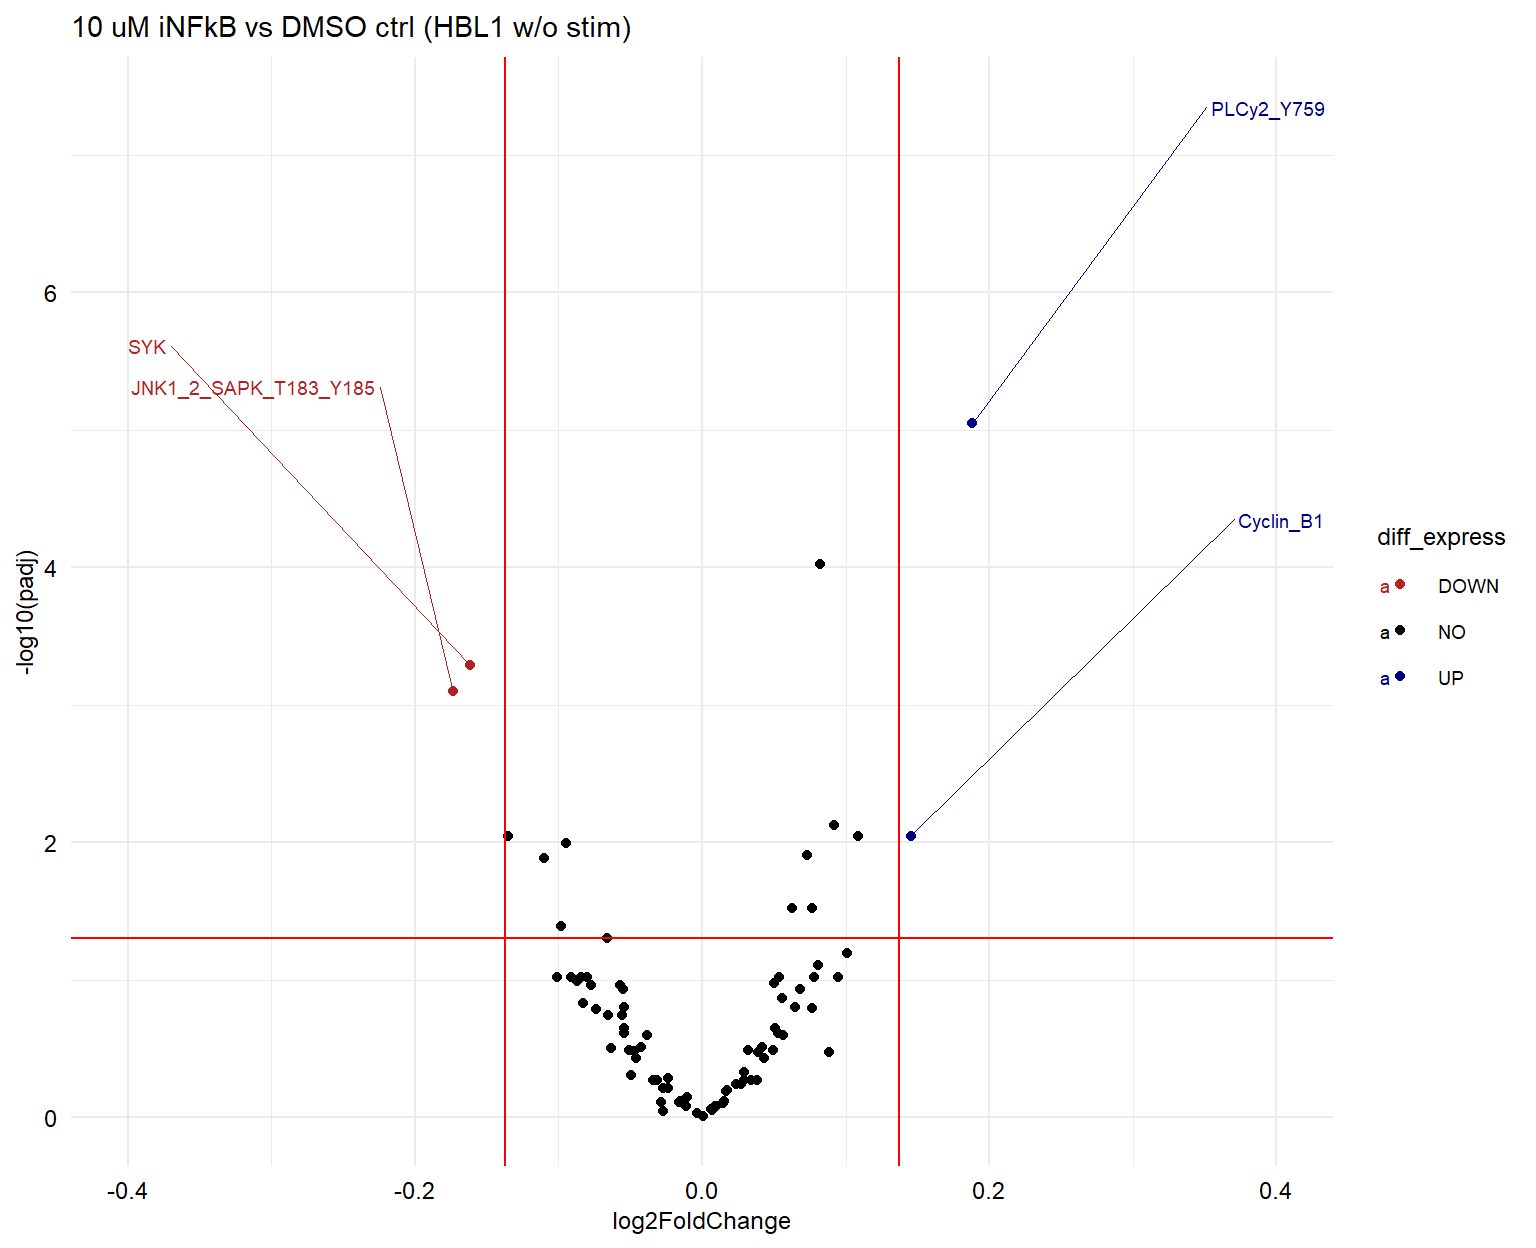 10 uM iNFkB vs DMSO ctrl (HBL1 w/o stim)
PLCy2_Y759
6
SYK
JNK1_2_SAPK_T183_Y185
Cyclin_B1
4
2
0
-log10(padj)
-0.4
-0.2
0.0
0.2
0.4
log2FoldChange
diff_express
a DOWN
a NO
a UP